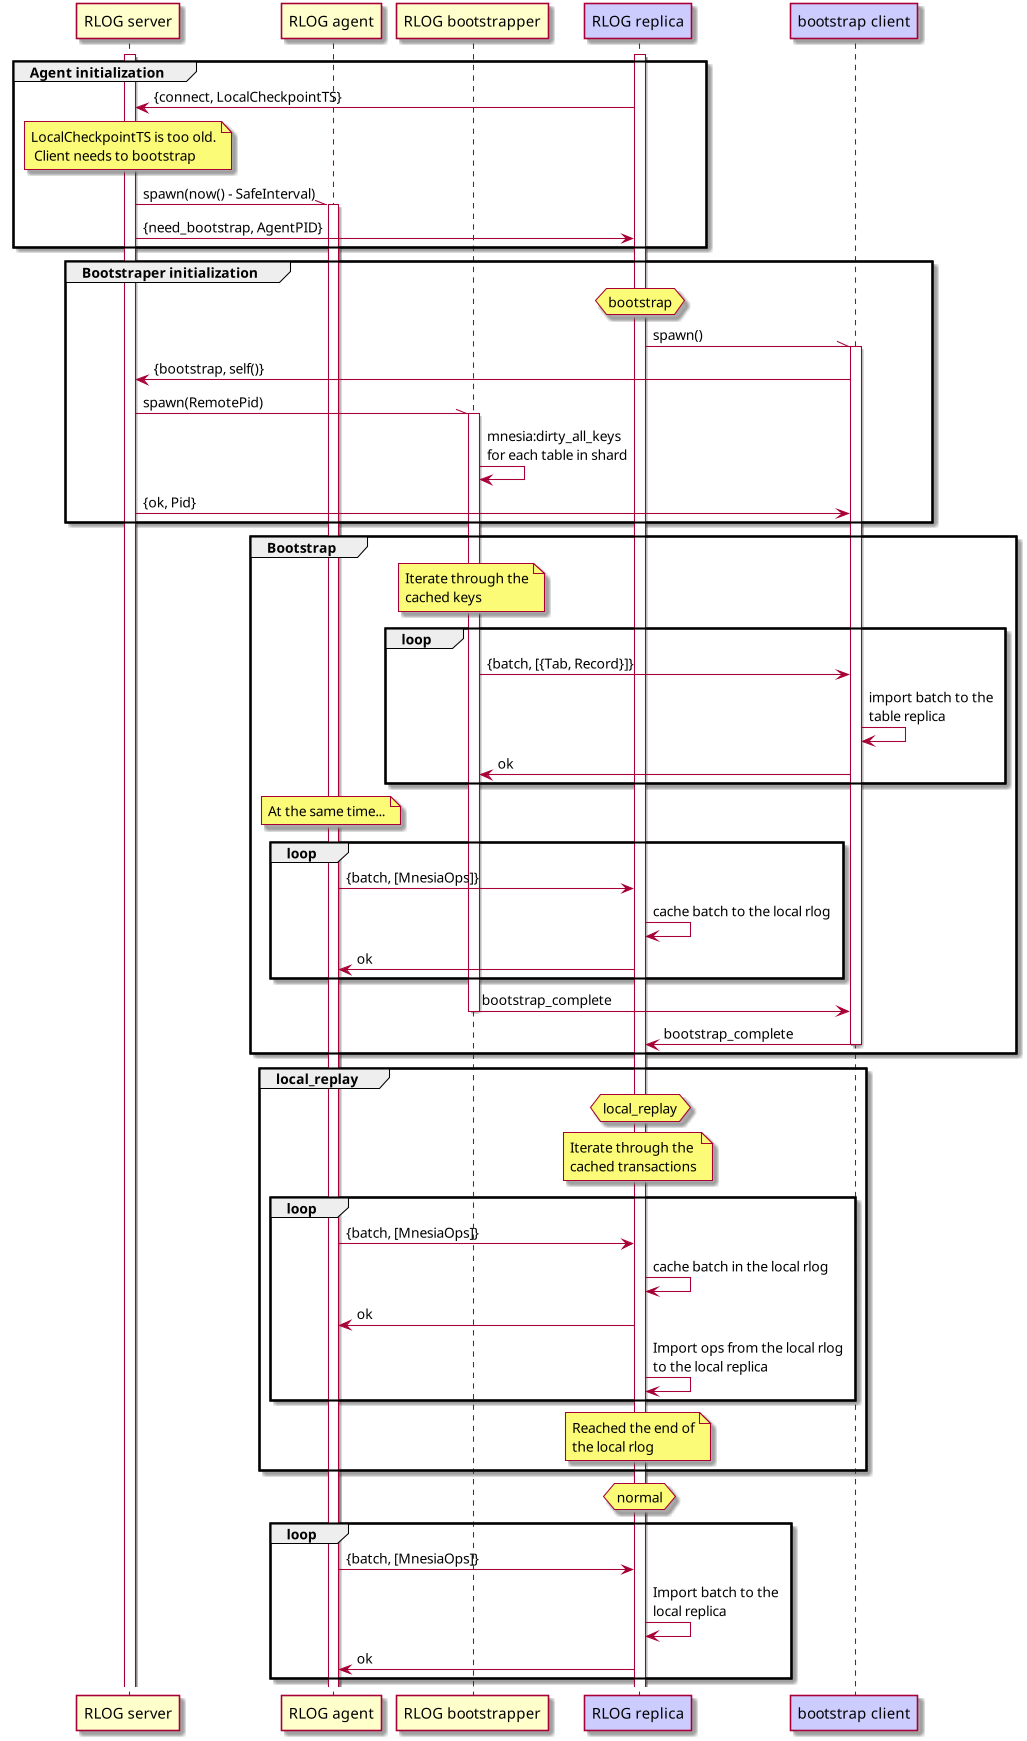 RLOG server
RLOG agent
RLOG bootstrapper
RLOG replica
bootstrap client
Agent initialization
{connect, LocalCheckpointTS}
LocalCheckpointTS is too old.
Client needs to bootstrap
spawn(now() - SafeInterval)
{need_bootstrap, AgentPID}
Bootstraper initialization
bootstrap
spawn()
{bootstrap, self()}
spawn(RemotePid)
mnesia:dirty_all_keys
for each table in shard
{ok, Pid}
Bootstrap
Iterate through the
cached keys
loop
{batch, [{Tab, Record}]}
import batch to the
table replica
ok
At the same time...
loop
{batch, [MnesiaOps]}
cache batch to the local rlog
ok
bootstrap_complete
bootstrap_complete
local_replay
local_replay
Iterate through the
cached transactions
loop
{batch, [MnesiaOps]}
cache batch in the local rlog
ok
Import ops from the local rlog
to the local replica
Reached the end of
the local rlog
normal
loop
{batch, [MnesiaOps]}
Import batch to the
local replica
ok
RLOG server
RLOG agent
RLOG bootstrapper
RLOG replica
bootstrap client